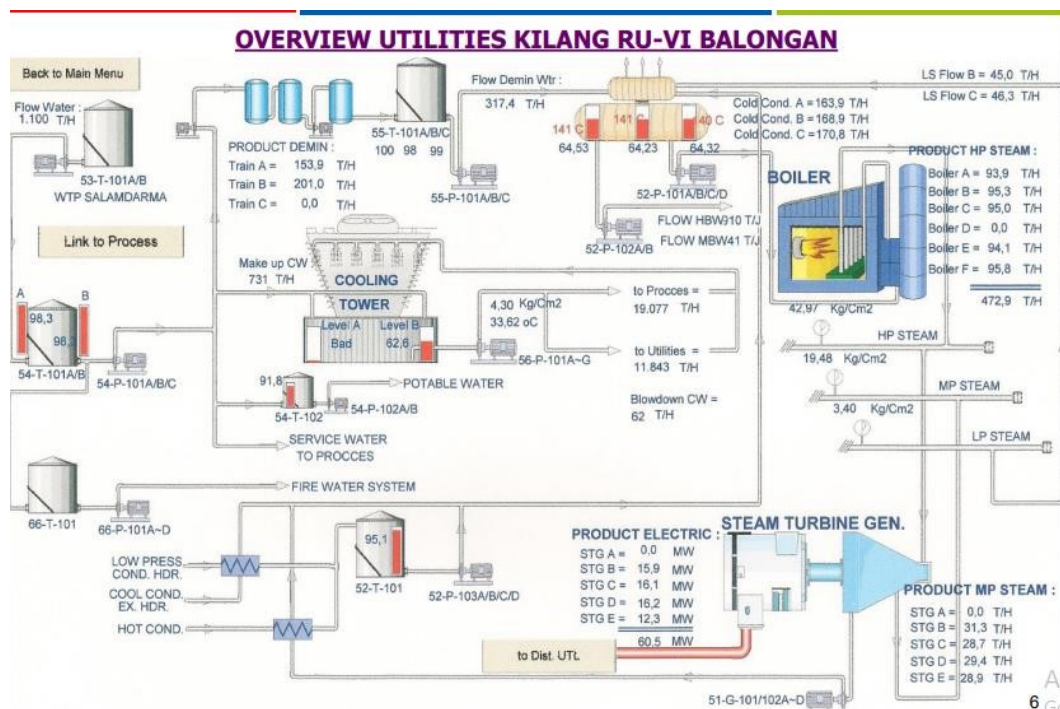 OVERVIEW UTILITIES KILANG RU-VI BALONGAN
Back to Main Menu
Flow Water :
1.100 T/H
53-T-101A/B
WTP SALAMDARMA
PRODUCT DEMIN :
Train A = 153,9 T/H
Train B = 201,0 T/H
Train C = 0,0 T/H
55-T-101A/B/C
100 98 99
Flow Demin Wtr :
317,4 T/H
55-P-101A/B/C
141 C
141 C
40 C
64,53 64,23 64,32
Cold Cond. A =163,9 T/H
Cold Cond. B =168,9 T/H
Cold Cond. C =170,8 T/H
LS Flow B = 45,0 T/H
LS Flow C = 46,3 T/H
52-P-101A/B/C/D
FLOW HBW910 T/J
FLOW MBW41 T/J
52-P-102A/B
BOILER
PRODUCT HP STEAM :
Boiler A = 93,9 T/H
Boiler B = 95,3 T/H
Boiler C = 95,0 T/H
Boiler D = 0,0 T/H
Boiler E = 94,1 T/H
Boiler F = 95,8 T/H
472,9 T/H
42,97 Kg/Cm2
Link to Process
Make up CW
731 T/H
COOLING
TOWER
Level A
Bad
Level B
62,6
4,30 Kg/Cm2
33,62 oC
56-P-101A~G
to Procces =
19.077 T/H
to Utilities =
11.843 T/H
Blowdown CW =
62 T/H
A
B
98,3
54-T-101A/B
54-P-101A/B/C
91,8
54-T-102
54-P-102A/B
POTABLE WATER
SERVICE WATER
TO PROCCES
HP STEAM
19,48 Kg/Cm2
MP STEAM
3,40 Kg/Cm2
LP STEAM
66-T-101
66-P-101A~D
FIRE WATER SYSTEM
LOW PRESS
COND. HDR.
COOL COND.
EX. HDR.
HOT COND.
95,1
52-T-101
52-P-103A/B/C/D
PRODUCT ELECTRIC :
STG A = 0,0 MW
STG B = 15,9 MW
STG C = 16,1 MW
STG D = 16,2 MW
STG E = 12,3 MW
60,5 MW
to Dist. UTL
STEAM TURBINE GEN.
PRODUCT MP STEAM :
STG A = 0,0 T/H
STG B = 31,3 T/H
STG C = 28,7 T/H
STG D = 29,4 T/H
STG E = 28,9 T/H
51-G-101/102A~D
6